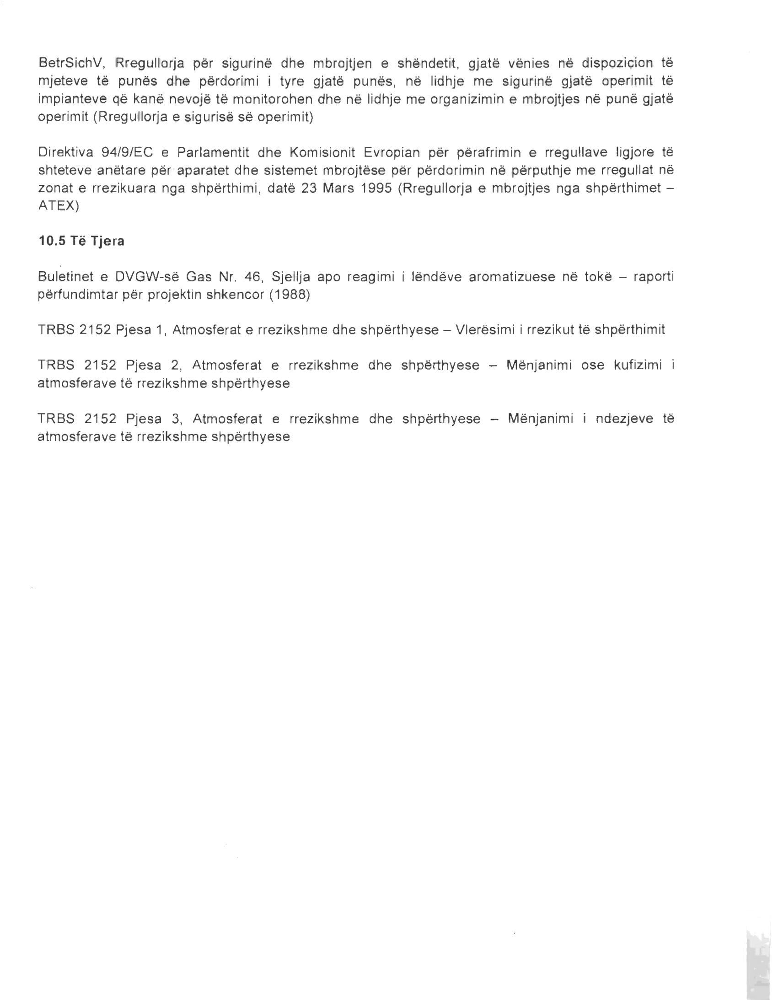 BetrSichV, Rregullorja për sigurinë dhe mbrojtjen e shëndetit, gjatë vënies në dispoziçion të
mjeteve të punës dhe përdorimi i tyre gjatë punës, në lidhje me sigurinë gjatë operimit të
impianteve që kanë nevojë të monitorohen dhe në lidhje me organizimin e mbrojtjes në punë gjatë
operimit (Rregullorja e sigurisë së operimit)
Direktiva 94/9/EC e Parlamentit dhe Komisionit Evropian për përafrimin e rregullave ligjore të
shteteve anëtare për aparatet dhe sistemet mbrojtëse për përdorimin në përputhje me rregullat në
zonat e rrezikuara nga shpërthimi, datë 23 Mars 1995 (Rregullorja e mbrojtjes nga shpërthimet –
ATEX)
10.5 Të Tjera
Buletinet e DVGW-së Gas Nr. 46, Sjellja apo reagimi i lëndëve aromatizuese në tokë – raporti
përfundimtar për projektin shkencor (1988)
TRBS 2152 Pjesa 1, Atmosferat e rrezikshme dhe shpërthyese – Vlerësimi i rrezikut të shpërthimit
TRBS 2152 Pjesa 2, Atmosferat e rrezikshme dhe shpërthyese – Mënjanimi ose kufizimi i
atmosferave të rrezikshme shpërthyese
TRBS 2152 Pjesa 3, Atmosferat e rrezikshme dhe shpërthyese – Mënjanimi i ndezjeve të
atmosferave të rrezikshme shpërthyese